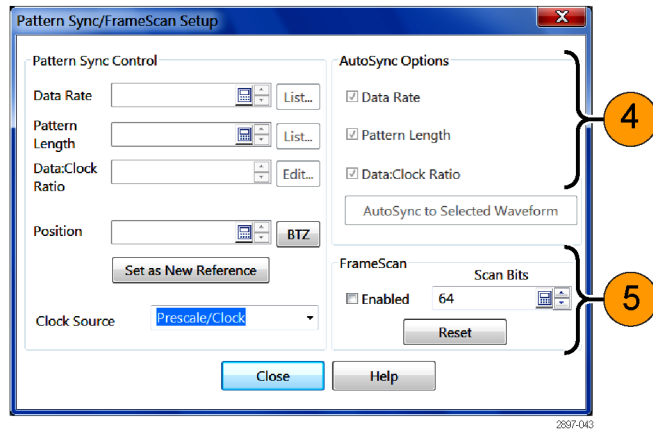 Pattern Sync/FrameScan Setup
X
Pattern Sync Control
Data Rate
List...
Pattern Length
List...
Data:Clock Ratio
Edit...
Position
BTZ
Set as New Reference
Clock Source
Prescale/Clock
AutoSync Options
Data Rate
Pattern Length
Data:Clock Ratio
AutoSync to Selected Waveform
4
FrameScan
Scan Bits
Enabled
64
Reset
5
Close
Help
2897-043